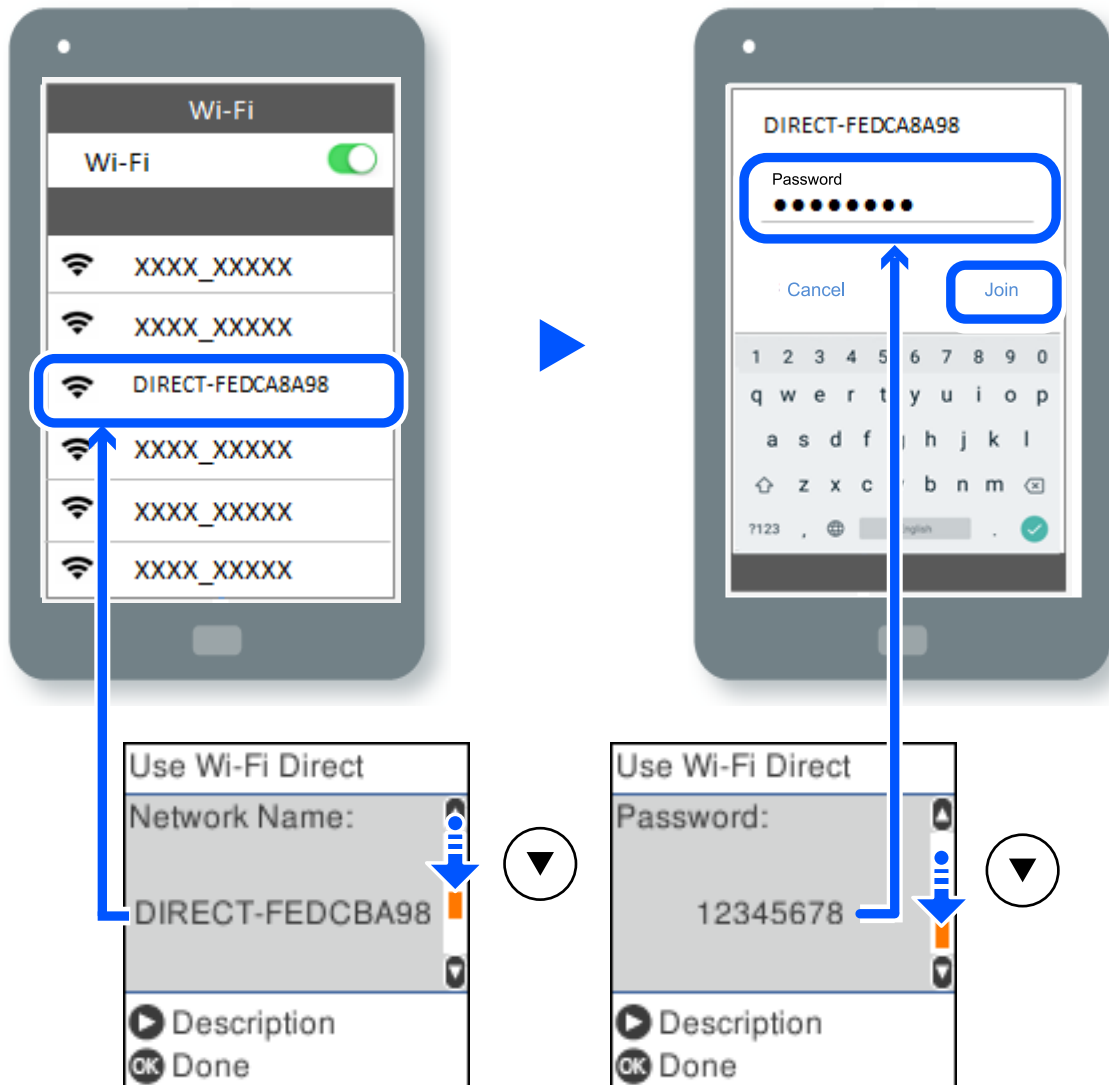 Wi-Fi
Wi-Fi
XXXX_XXXXX
XXXX_XXXXX
DIRECT-FEDCA8A98
XXXX_XXXXX
XXXX_XXXXX
XXXX_XXXXX
DIRECT-FEDCA8A98
Password
●●●●●●●●
Cancel Join
1 2 3 4 5 6 7 8 9 0
q w e r t y u i o p
a s d f h j k l
z x c b n m
?123 , .
Use Wi-Fi Direct
Network Name:
DIRECT-FEDCBA98
Description
OK Done
Use Wi-Fi Direct
Password:
12345678
Description
OK Done